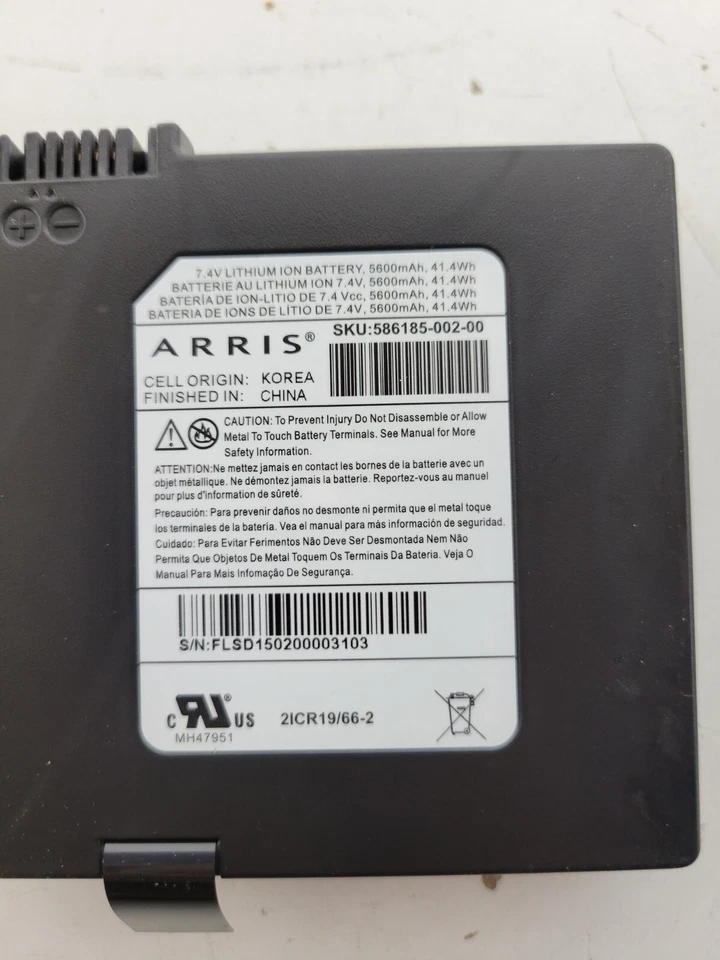 7.4V LITHIUM ION BATTERY, 5600mAh, 41.4Wh
BATTERIE AU LITHIUM ION 7.4V, 5600mAh, 41.4Wh
BATERÍA DE ION-LITIO DE 7.4 Vcc, 5600mAh, 41.4Wh
BATERIA DE IONS DE LÍTIO DE 7.4V, 5600mAh, 41.4Wh
ARRIS®
SKU:586185-002-00
CELL ORIGIN: KOREA
FINISHED IN: CHINA
CAUTION: To Prevent Injury Do Not Disassemble or Allow
Metal To Touch Battery Terminals. See Manual for More
Safety Information.
ATTENTION:Ne mettez jamais en contact les bornes de la batterie avec un
objet métallique. Ne démontez jamais la batterie. Reportez-vous au manuel
pour plus d'information de sûreté.
Precaución: Para prevenir daños no desmonte ni permita que el metal toque
los terminales de la batería. Vea el manual para más información de seguridad.
Cuidado: Para Evitar Ferimentos Não Deve Ser Desmontada Nem Não
Permita Que Objetos De Metal Toquem Os Terminais Da Bateria. Veja O
Manual Para Mais Infomação De Segurança.
S/N:FLSD150200003103
c RU® US
MH47951
2ICR19/66-2